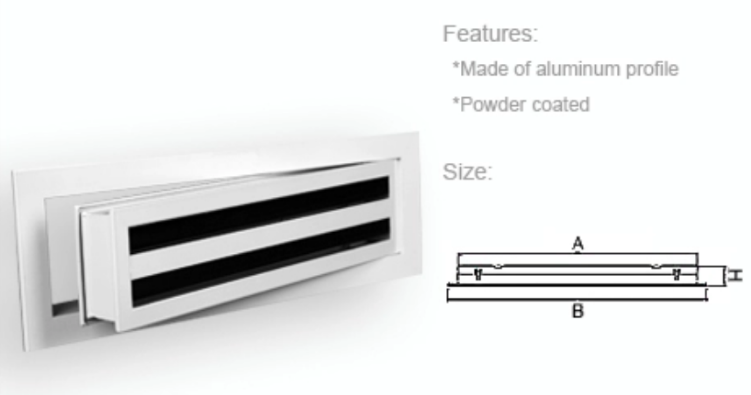 Features:
*Made of aluminum profile
*Powder coated
Size:
A
H
B